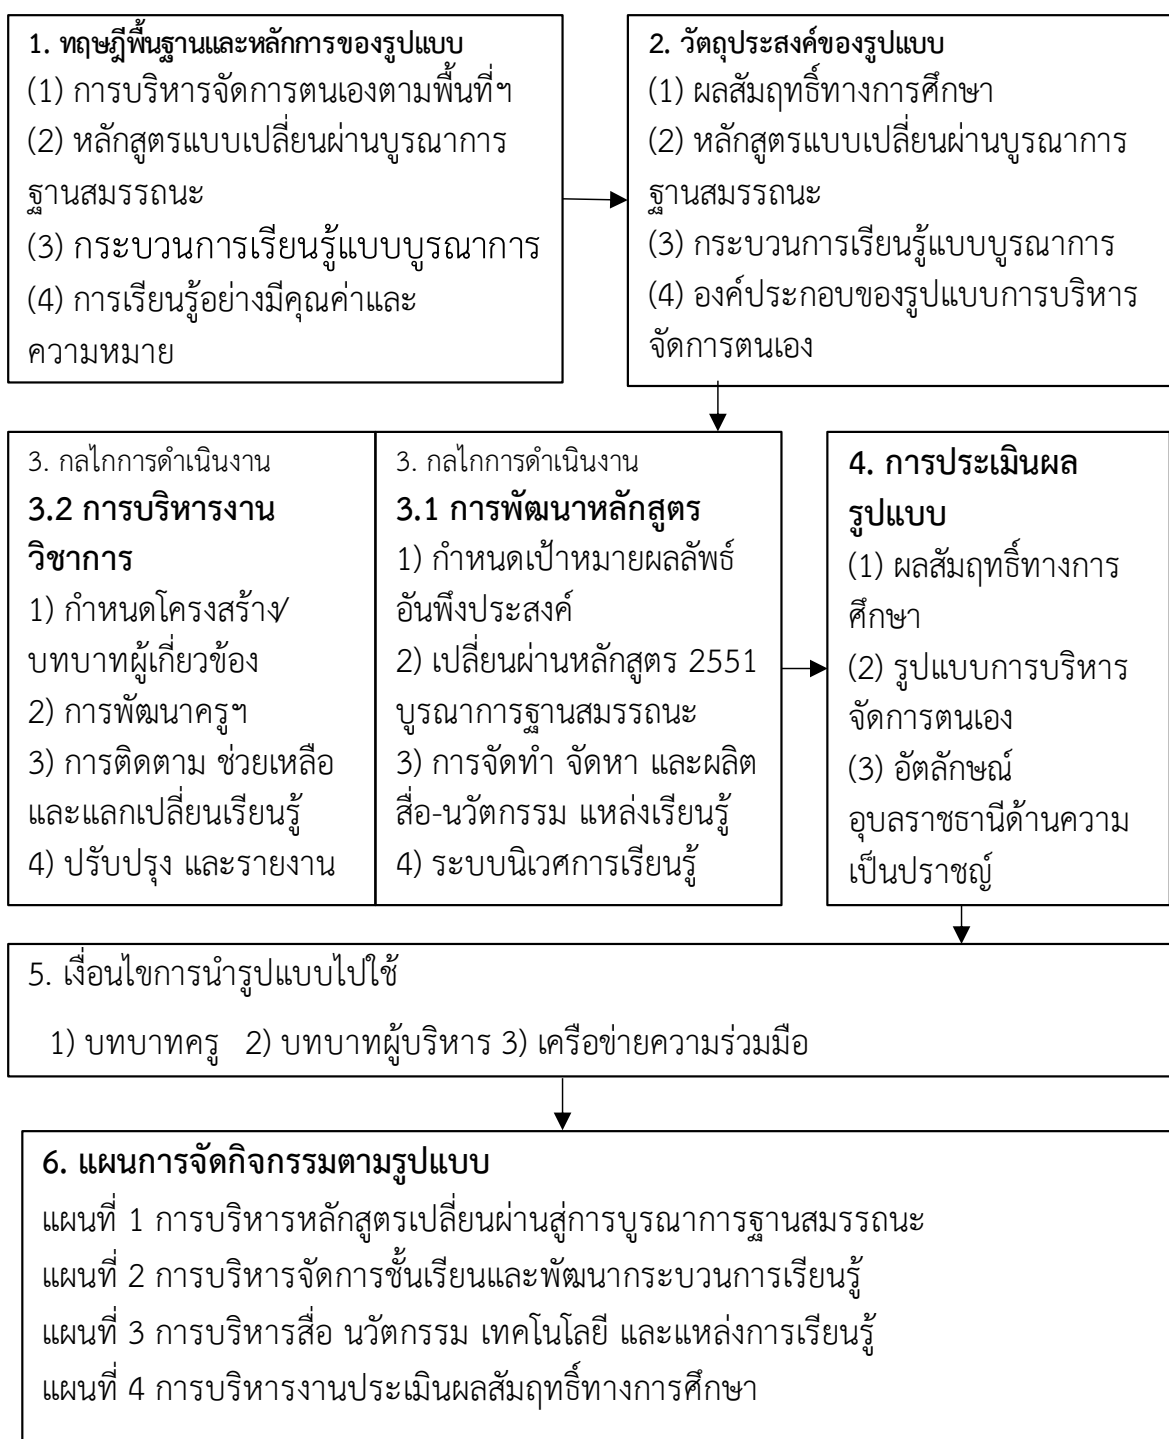 1. ทฤษฎีพื้นฐานและหลักการของรูปแบบ
(1) การบริหารจัดการตนเองตามพื้นที่ฯ
(2) หลักสูตรแบบเปลี่ยนผ่านบูรณาการ
ฐานสมรรถนะ
(3) กระบวนการเรียนรู้แบบบูรณาการ
(4) การเรียนรู้อย่างมีคุณค่าและ
ความหมาย
2. วัตถุประสงค์ของรูปแบบ
(1) ผลสัมฤทธิ์ทางการศึกษา
(2) หลักสูตรแบบเปลี่ยนผ่านบูรณาการ
ฐานสมรรถนะ
(3) กระบวนการเรียนรู้แบบบูรณาการ
(4) องค์ประกอบของรูปแบบการบริหาร
จัดการตนเอง
3. กลไกการดำเนินงาน
3.2 การบริหารงาน
วิชาการ
1) กำหนดโครงสร้าง/
บทบาทผู้เกี่ยวข้อง
2) การพัฒนาครูฯ
3) การติดตาม ช่วยเหลือ
และแลกเปลี่ยนเรียนรู้
4) ปรับปรุง และรายงาน
3. กลไกการดำเนินงาน
3.1 การพัฒนาหลักสูตร
1) กำหนดเป้าหมายผลลัพธ์
อันพึงประสงค์
2) เปลี่ยนผ่านหลักสูตร 2551
บูรณาการฐานสมรรถนะ
3) การจัดทำ จัดหา และผลิต
สื่อ-นวัตกรรม แหล่งเรียนรู้
4) ระบบนิเวศการเรียนรู้
4. การประเมินผล
รูปแบบ
(1) ผลสัมฤทธิ์ทางการ
ศึกษา
(2) รูปแบบการบริหาร
จัดการตนเอง
(3) อัตลักษณ์
อุบลราชธานีด้านความ
เป็นปราชญ์
5. เงื่อนไขการนำรูปแบบไปใช้
1) บทบาทครู 2) บทบาทผู้บริหาร 3) เครือข่ายความร่วมมือ
6. แผนการจัดกิจกรรมตามรูปแบบ
แผนที่ 1 การบริหารหลักสูตรเปลี่ยนผ่านสู่การบูรณาการฐานสมรรถนะ
แผนที่ 2 การบริหารจัดการชั้นเรียนและพัฒนากระบวนการเรียนรู้
แผนที่ 3 การบริหารสื่อ นวัตกรรม เทคโนโลยี และแหล่งการเรียนรู้
แผนที่ 4 การบริหารงานประเมินผลสัมฤทธิ์ทางการศึกษา